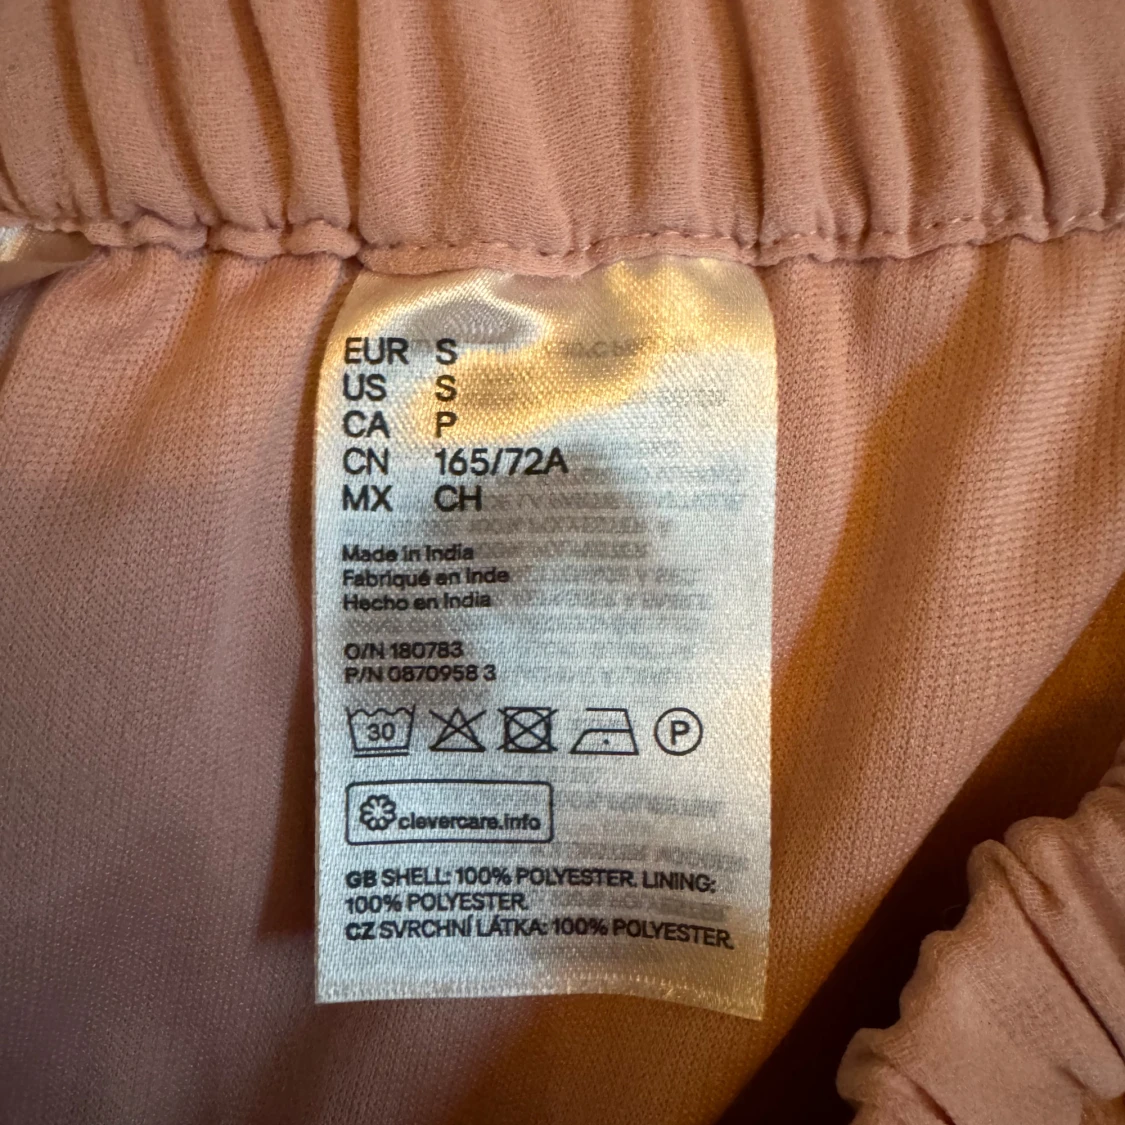 EUR S
US S
CA P
CN 165/72A
MX CH
Made in India
Fabriqué en Inde
Hecho en India
O/N 180783
P/N 0870958 3
30 P
clevercare.info
GB SHELL: 100% POLYESTER. LINING:
100% POLYESTER.
CZ SVRCHNÍ LÁTKA: 100% POLYESTER.